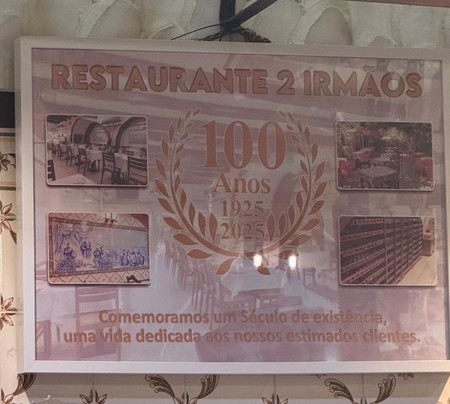 RESTAURANTE 2 IRMÃOS
100
Anos
1925
2025
Comemoramos um Século de existência,
uma vida dedicada aos nossos estimados clientes.